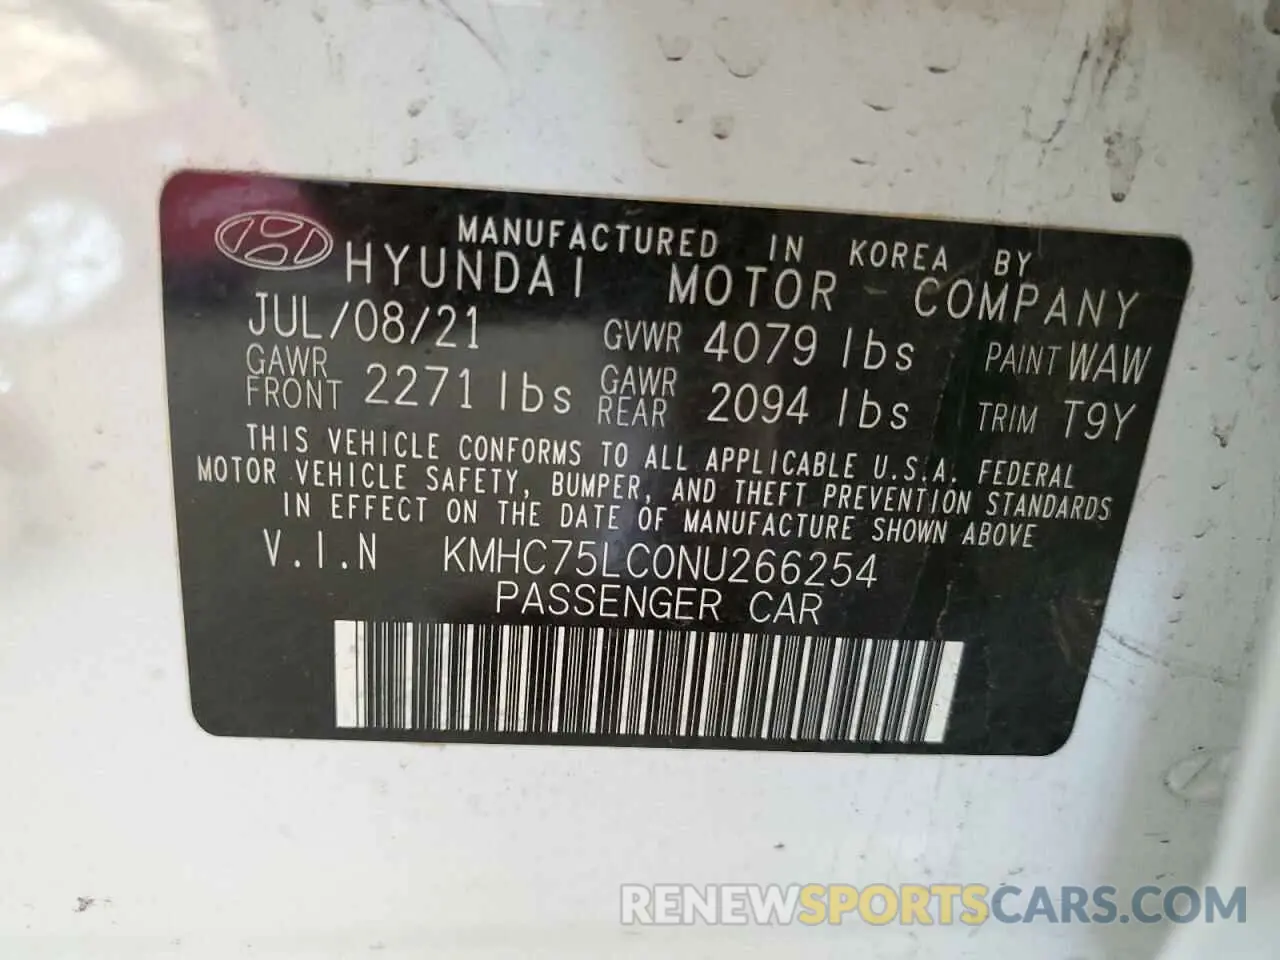 MANUFACTURED IN KOREA BY
HYUNDAI MOTOR COMPANY
JUL/08/21 GVWR 4079 lbs PAINT WAW
GAWR FRONT 2271 lbs GAWR REAR 2094 lbs TRIM T9Y
THIS VEHICLE CONFORMS TO ALL APPLICABLE U.S.A. FEDERAL
MOTOR VEHICLE SAFETY, BUMPER, AND THEFT PREVENTION STANDARDS
IN EFFECT ON THE DATE OF MANUFACTURE SHOWN ABOVE
V.I.N KMHC75LC0NU266254
PASSENGER CAR
RENEWSPORTSCARS.COM